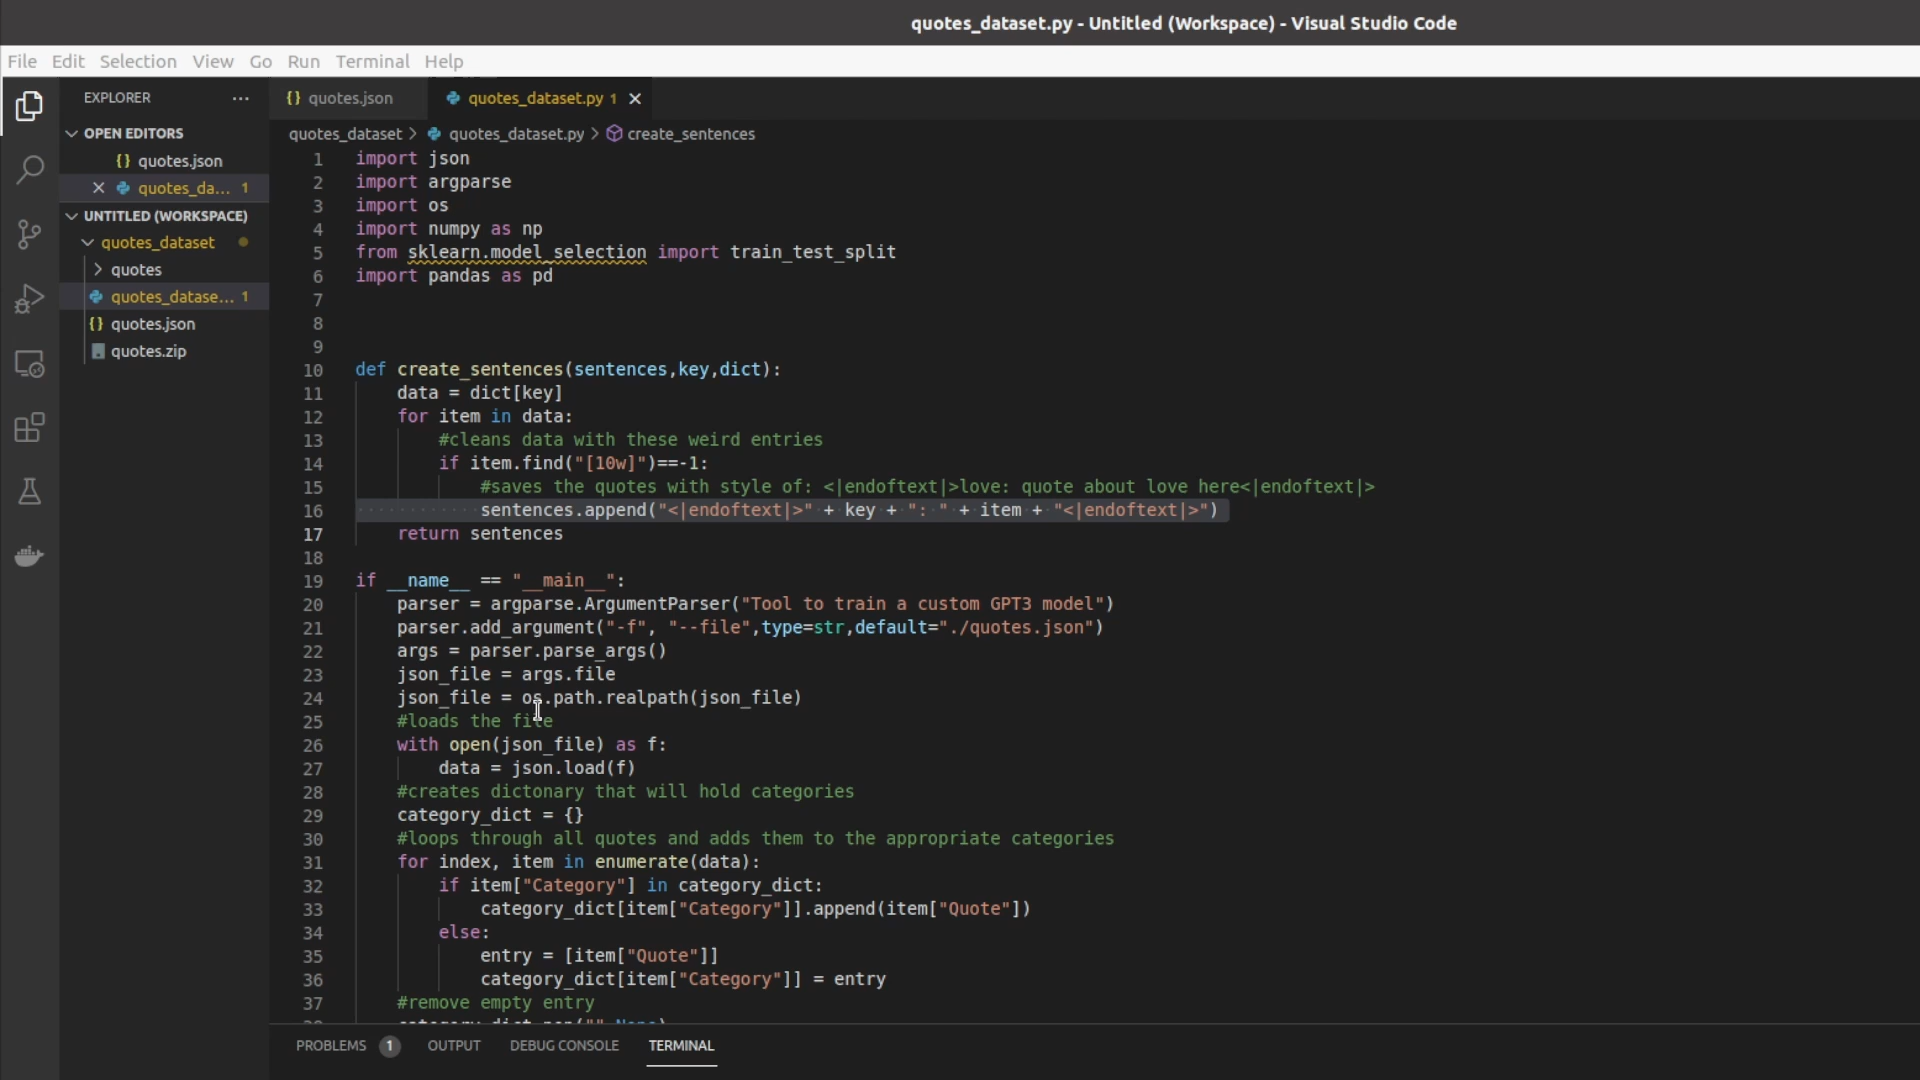 quotes_dataset.py - Untitled (Workspace) - Visual Studio Code
File Edit Selection View Go Run Terminal Help
EXPLORER ...
OPEN EDITORS
{} quotes.json
quotes_da... 1
UNTITLED (WORKSPACE)
quotes_dataset
quotes
quotes_datase... 1
{} quotes.json
quotes.zip
{} quotes.json
quotes_dataset.py 1
quotes_dataset > quotes_dataset.py > create_sentences
1 import json
2 import argparse
3 import os
4 import numpy as np
5 from sklearn.model_selection import train_test_split
6 import pandas as pd
7
8
9
10 def create_sentences(sentences,key,dict):
11 data = dict[key]
12 for item in data:
13 #cleans data with these weird entries
14 if item.find("[10w]")==-1:
15 #saves the quotes with style of: <|endoftext|>love: quote about love here<|endoftext|>
16 sentences.append("<|endoftext|>" + key + ": " + item + "<|endoftext|>")
17 return sentences
18
19 if __name__ == "__main__":
20 parser = argparse.ArgumentParser("Tool to train a custom GPT3 model")
21 parser.add_argument("-f", "--file",type=str,default="./quotes.json")
22 args = parser.parse_args()
23 json_file = args.file
24 json_file = os.path.realpath(json_file)
25 #loads the file
26 with open(json_file) as f:
27 data = json.load(f)
28 #creates dictonary that will hold categories
29 category_dict = {}
30 #loops through all quotes and adds them to the appropriate categories
31 for index, item in enumerate(data):
32 if item["Category"] in category_dict:
33 category_dict[item["Category"]].append(item["Quote"])
34 else:
35 entry = [item["Quote"]]
36 category_dict[item["Category"]] = entry
37 #remove empty entry
PROBLEMS 1 OUTPUT DEBUG CONSOLE TERMINAL